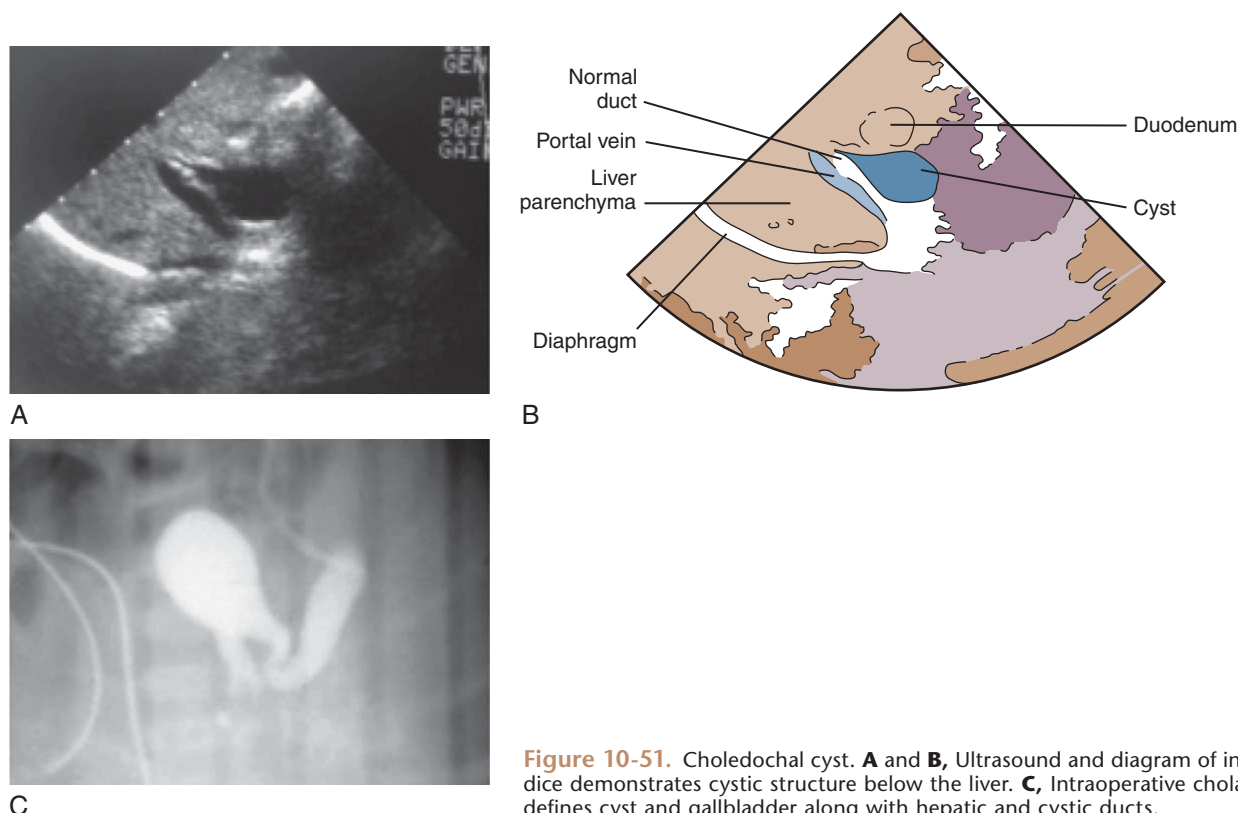 GEN
PWR
A
Normal
duct
Portal vein
Liver
parenchyma
Diaphragm
Duodenum
Cyst
B
C
Figure 10-51. Choledochal cyst. A and B, Ultrasound and diagram of in
dice demonstrates cystic structure below the liver. C, Intraoperative chola
defines cyst and gallbladder along with hepatic and cystic ducts.